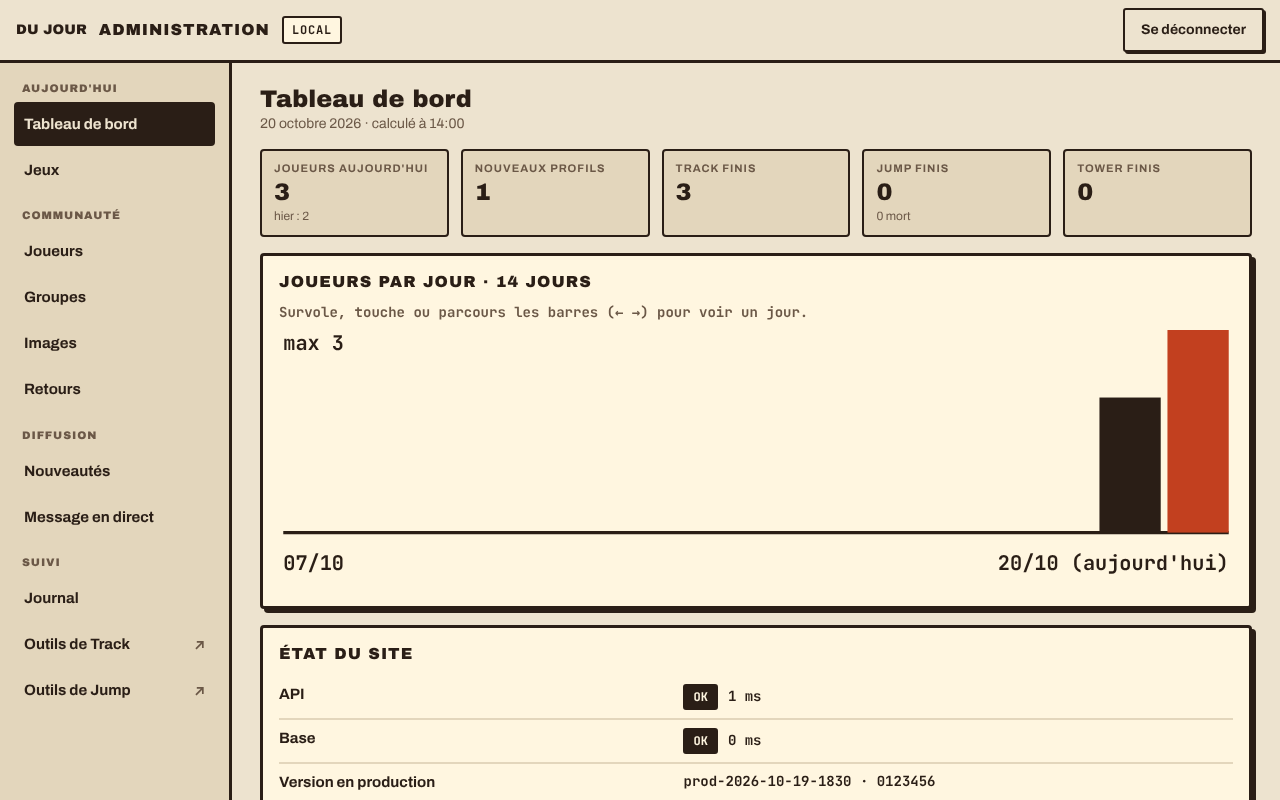 DU JOUR ADMINISTRATION LOCAL
Se déconnecter
AUJOURD'HUI
Tableau de bord
Jeux
COMMUNAUTÉ
Joueurs
Groupes
Images
Retours
DIFFUSION
Nouveautés
Message en direct
SUIVI
Journal
Outils de Track ↗
Outils de Jump ↗
Tableau de bord
20 octobre 2026 · calculé à 14:00
JOUEURS AUJOURD'HUI
3
hier : 2
NOUVEAUX PROFILS
1
TRACK FINIS
3
JUMP FINIS
0
0 mort
TOWER FINIS
0
JOUEURS PAR JOUR · 14 JOURS
Survole, touche ou parcours les barres (← →) pour voir un jour.
max 3
07/10
20/10 (aujourd'hui)
ÉTAT DU SITE
API OK 1 ms
Base OK 0 ms
Version en production prod-2026-10-19-1830 · 0123456